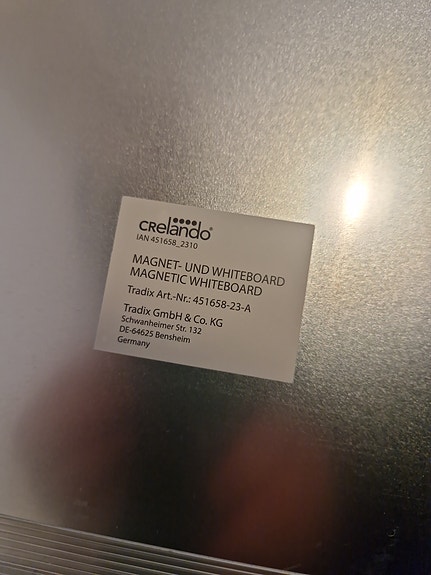 crelando®
IAN 451658_2310
MAGNET- UND WHITEBOARD
MAGNETIC WHITEBOARD
Tradix Art.-Nr.: 451658-23-A
Tradix GmbH & Co. KG
Schwanheimer Str. 132
DE-64625 Bensheim
Germany